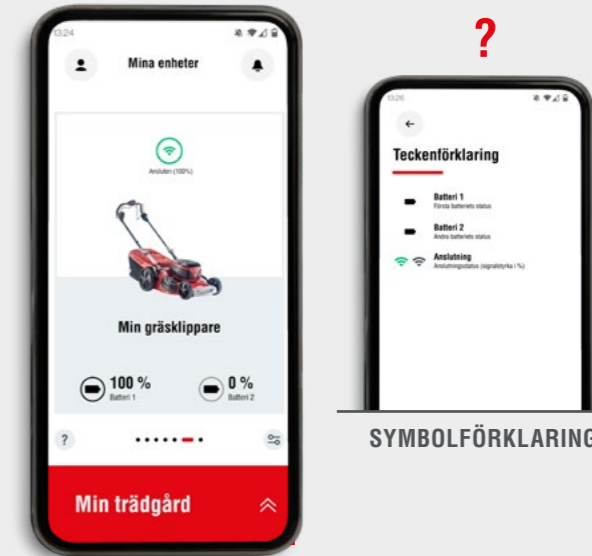 13:24
Mina enheter
Ansluten (100%)
Min gräsklippare
100 %
Batteri 1
0 %
Batteri 2
?
Min trädgård
?
13:26
Teckenförklaring
Batteri 1
Första batteriets status
Batteri 2
Andra batteriets status
Anslutning
Anslutningsstatus (signalstyrka i %)
SYMBOLFÖRKLARING